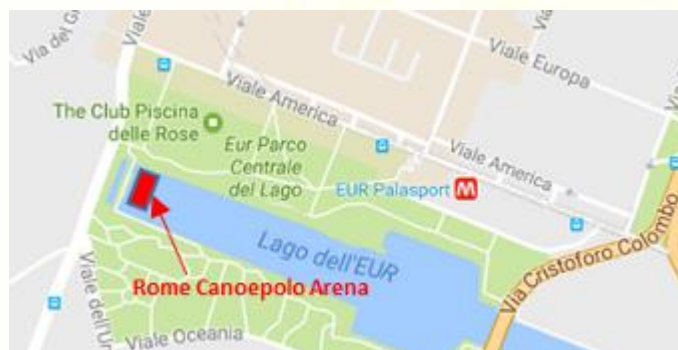 Via del G
Viale
Viale Europa
Viale America
The Club Piscina
delle Rose
Eur Parco
Centrale
del Lago
Viale America
EUR Palasport
M
Lago dell'EUR
Via Cristoforo Colombo
Rome Canoepolo Arena
Viale dell'Un
Viale Oceania